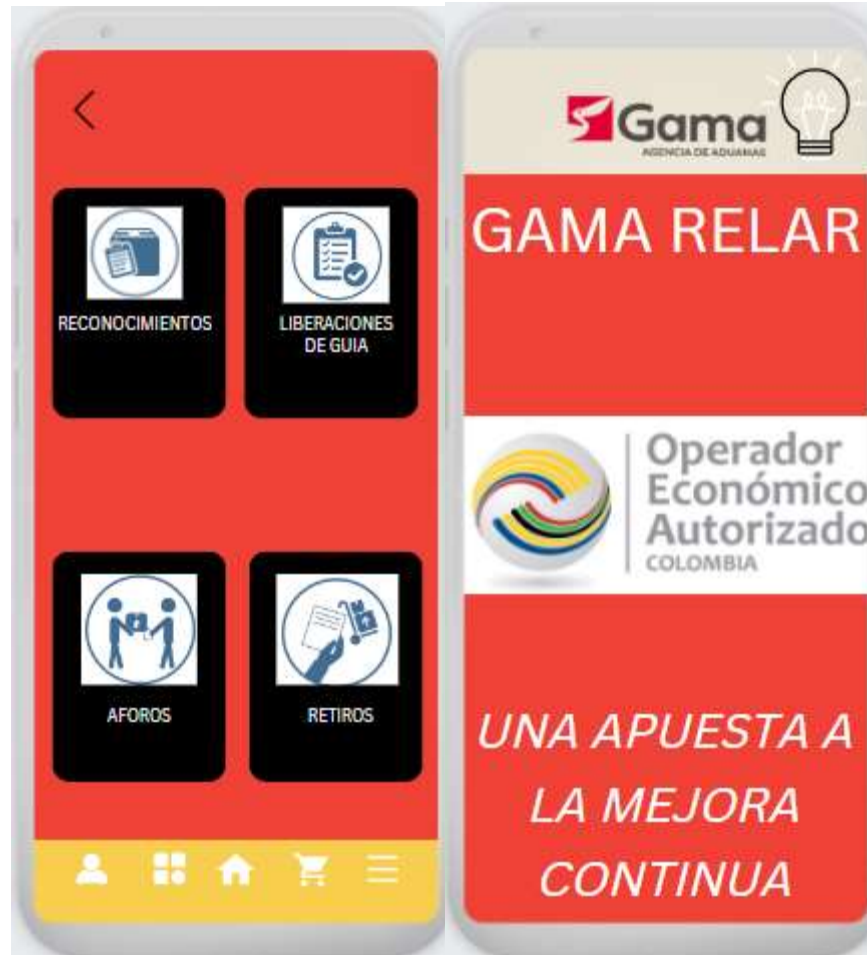 RECONOCIMIENTOS
LIBERACIONES
DE GUIA
AFOROS
RETIROS
Gama
AGENCIA DE ADUANAS
GAMA RELAR
Operador
Económico
Autorizado
COLOMBIA
UNA APUESTA A
LA MEJORA
CONTINUA